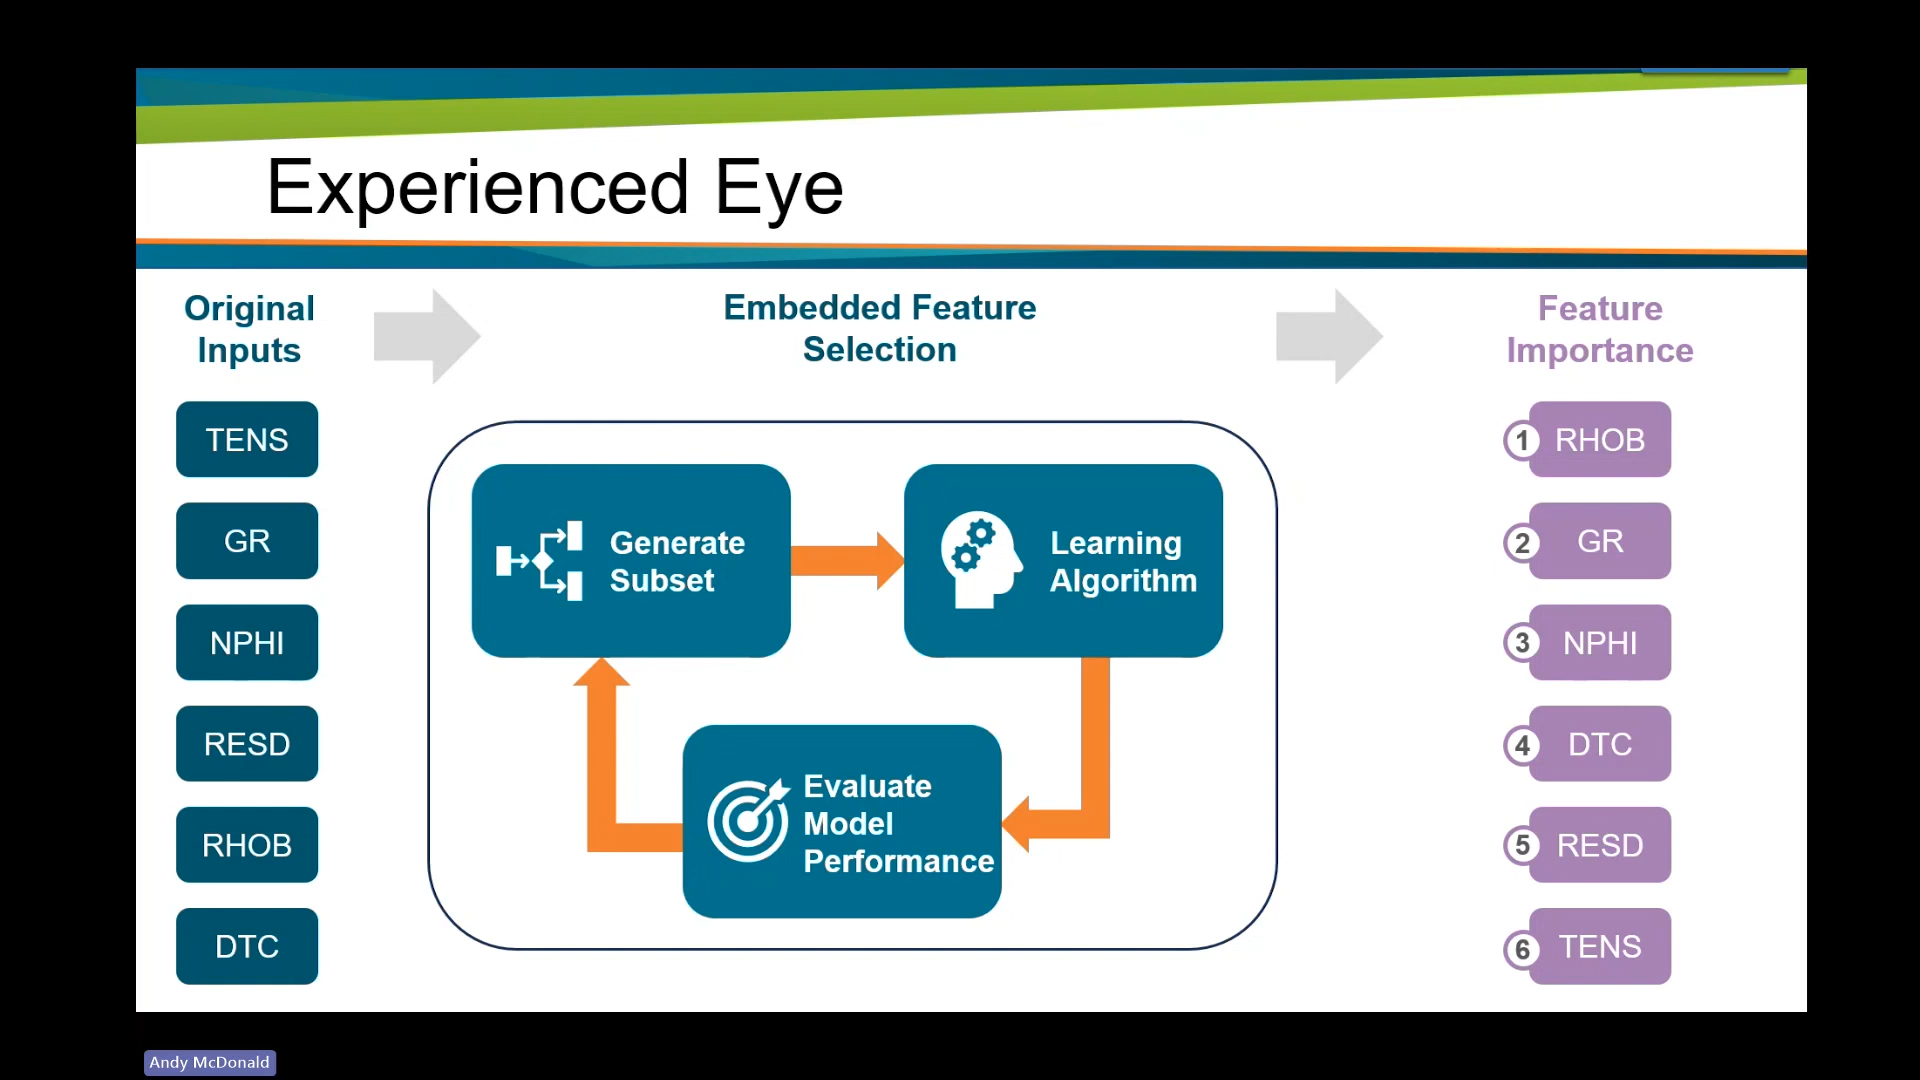 Experienced Eye
Original
Inputs
Embedded Feature
Selection
Feature
Importance
TENS
GR
NPHI
RESD
RHOB
DTC
Generate
Subset
Learning
Algorithm
Evaluate
Model
Performance
1 RHOB
2 GR
3 NPHI
4 DTC
5 RESD
6 TENS
Andy McDonald